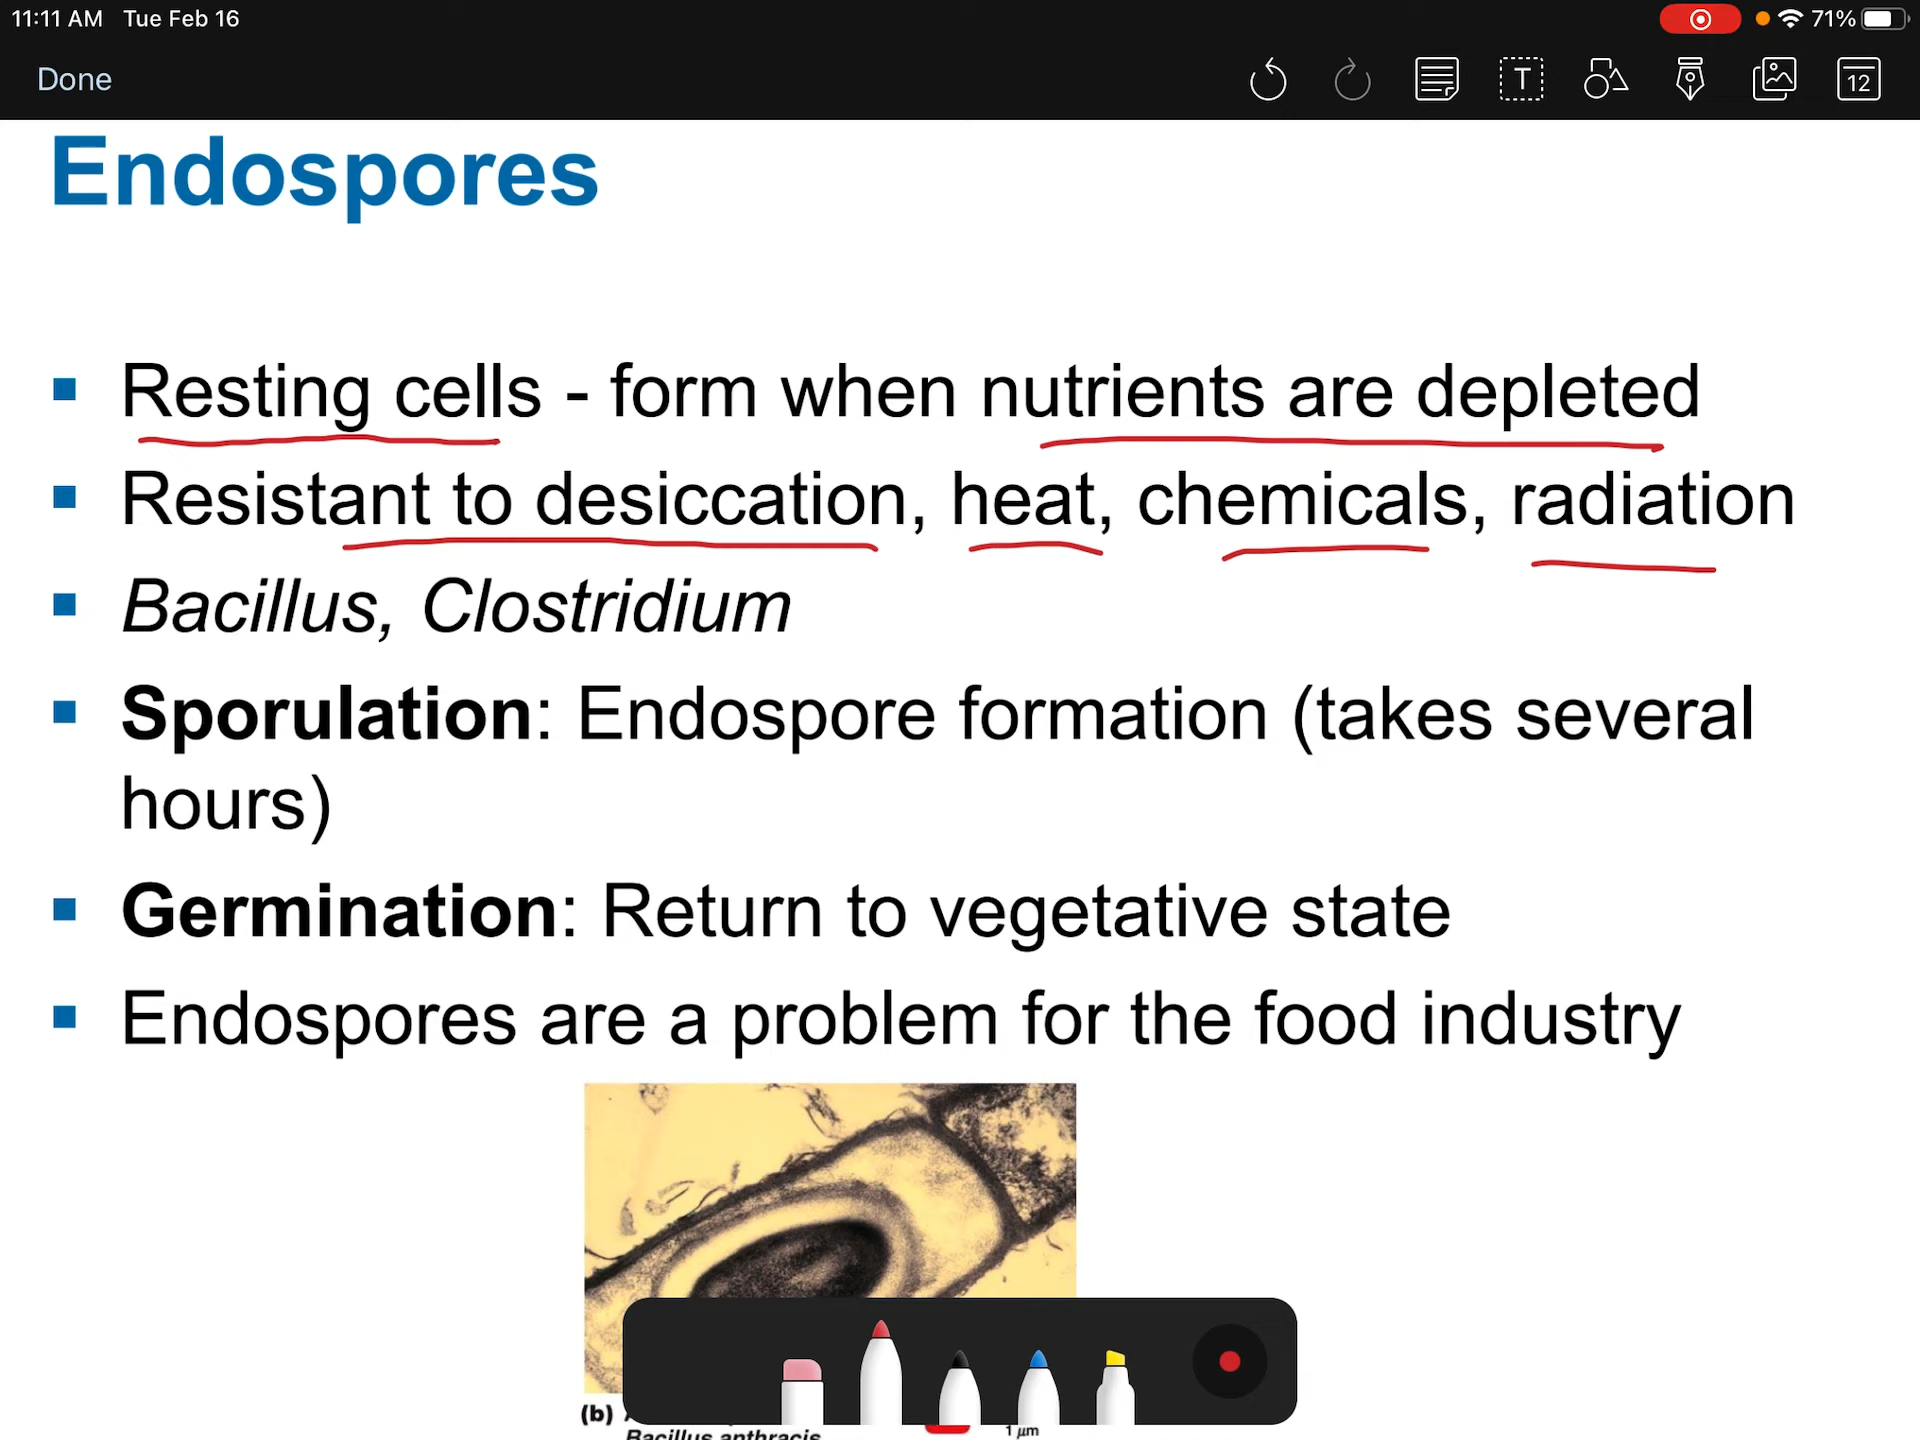 11:11 AM Tue Feb 16
71%
Done
T
12
Endospores
Resting cells - form when nutrients are depleted
Resistant to desiccation, heat, chemicals, radiation
Bacillus, Clostridium
Sporulation: Endospore formation (takes several
hours)
Germination: Return to vegetative state
Endospores are a problem for the food industry
(b)
Bacillus anthracis
1 μm